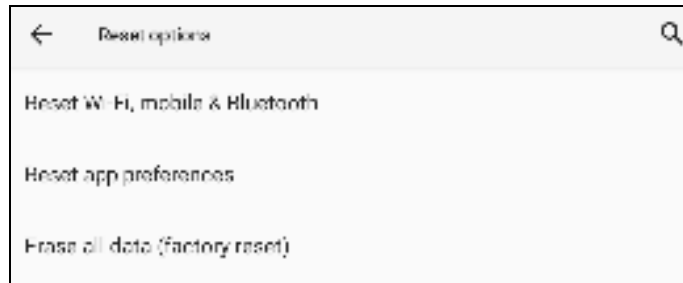 Reset options
Reset Wi-Fi, mobile & Bluetooth
Reset app preferences
Erase all data (factory reset)